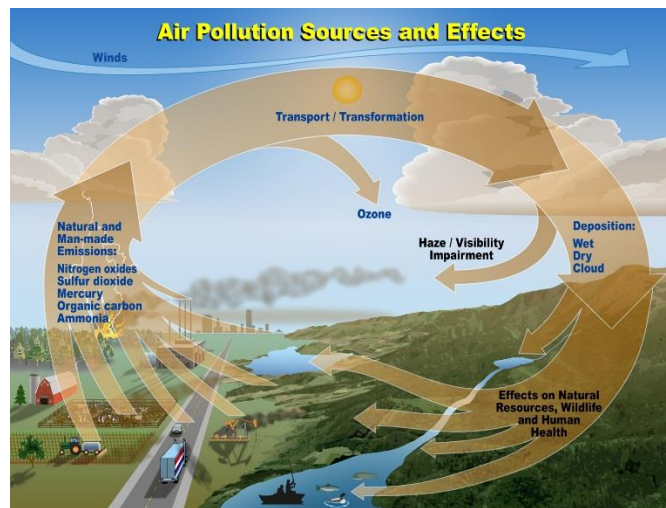 Air Pollution Sources and Effects
Winds
Transport / Transformation
Ozone
Natural and
Man-made
Emissions:
Nitrogen oxides
Sulfur dioxide
Mercury
Organic carbon
Ammonia
Haze / Visibility
Impairment
Deposition:
Wet
Dry
Cloud
Effects on Natural
Resources, Wildlife
and Human
Health